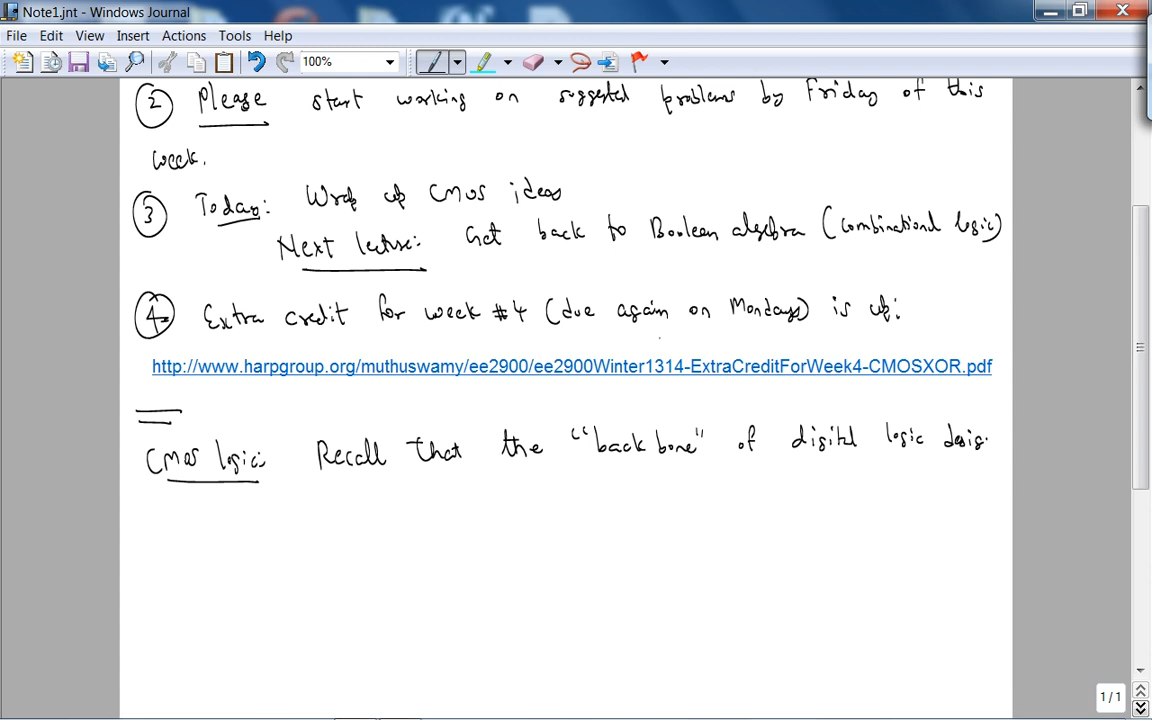 Note1.jnt - Windows Journal
File Edit View Insert Actions Tools Help
100%
② Please start working on suggested problems by Friday of this
week.
③ Today: Wrap up CMOS ideas
Next lecture: Get back to Boolean algebra (combinational logic)
④ Extra credit for week #4 (due again on Mondays) is up:
http://www.harpgroup.org/muthuswamy/ee2900/ee2900Winter1314-ExtraCreditForWeek4-CMOSXOR.pdf
CMOS logic: Recall that the "back bone" of digital logic desig
1 / 1